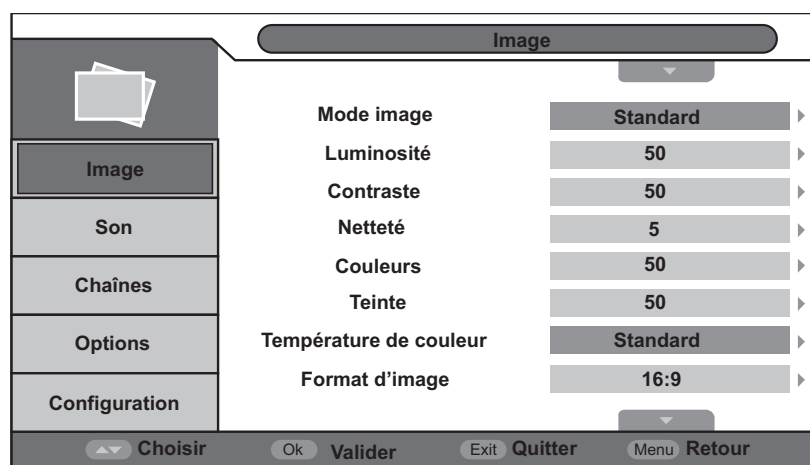 Image
Image
Son
Chaînes
Options
Configuration
Mode image Standard
Luminosité 50
Contraste 50
Netteté 5
Couleurs 50
Teinte 50
Température de couleur Standard
Format d’image 16:9
Choisir Ok Valider Exit Quitter Menu Retour